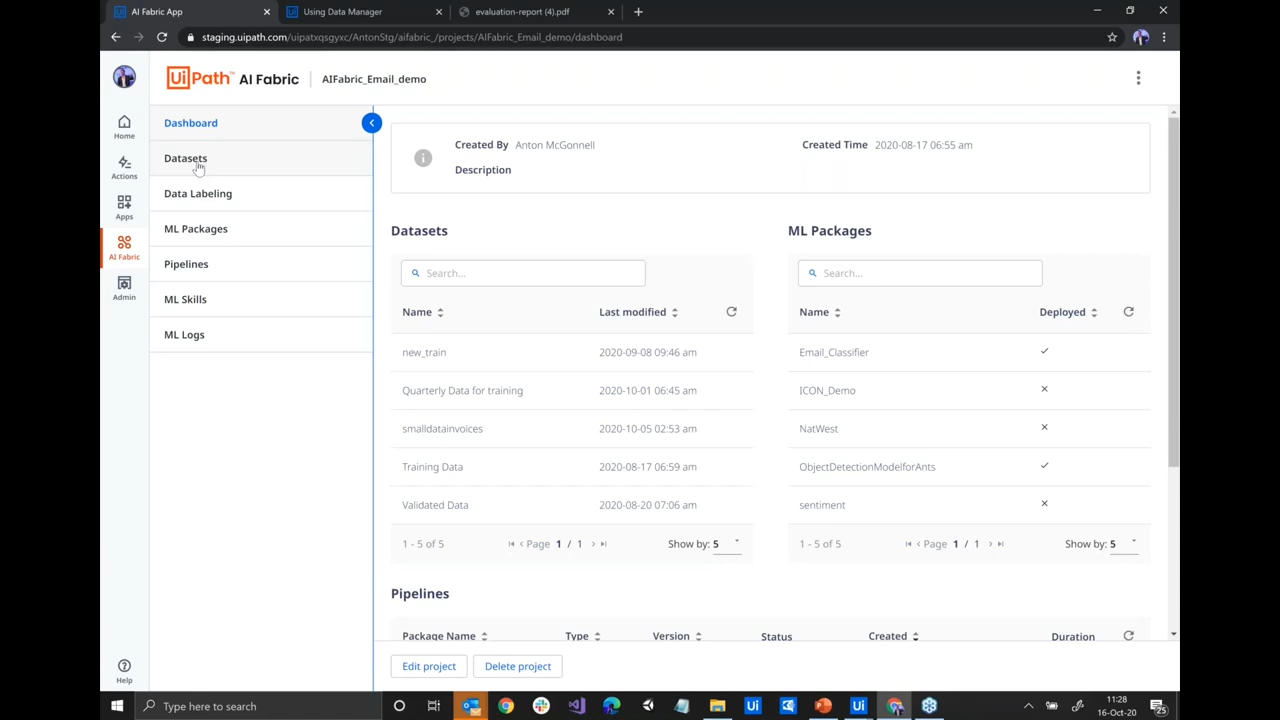 AI Fabric App
Using Data Manager
evaluation-report (4).pdf
staging.uipath.com/uipatxqsgyxc/AntonStg/aifabric_/projects/AIFabric_Email_demo/dashboard
UiPath™ AI Fabric
AIFabric_Email_demo
Home
Actions
Apps
AI Fabric
Admin
Help
Dashboard
Datasets
Data Labeling
ML Packages
Pipelines
ML Skills
ML Logs
Created By Anton McGonnell
Created Time 2020-08-17 06:55 am
Description
Datasets
Search...
Name Last modified
new_train 2020-09-08 09:46 am
Quarterly Data for training 2020-10-01 06:45 am
smalldatainvoices 2020-10-05 02:53 am
Training Data 2020-08-17 06:59 am
Validated Data 2020-08-20 07:06 am
1 - 5 of 5 Page 1 / 1 Show by: 5
ML Packages
Search...
Name Deployed
Email_Classifier
ICON_Demo
NatWest
ObjectDetectionModelforAnts
sentiment
1 - 5 of 5 Page 1 / 1 Show by: 5
Pipelines
Package Name Type Version Status Created Duration
Edit project
Delete project
Type here to search
11:28
16-Oct-20
25